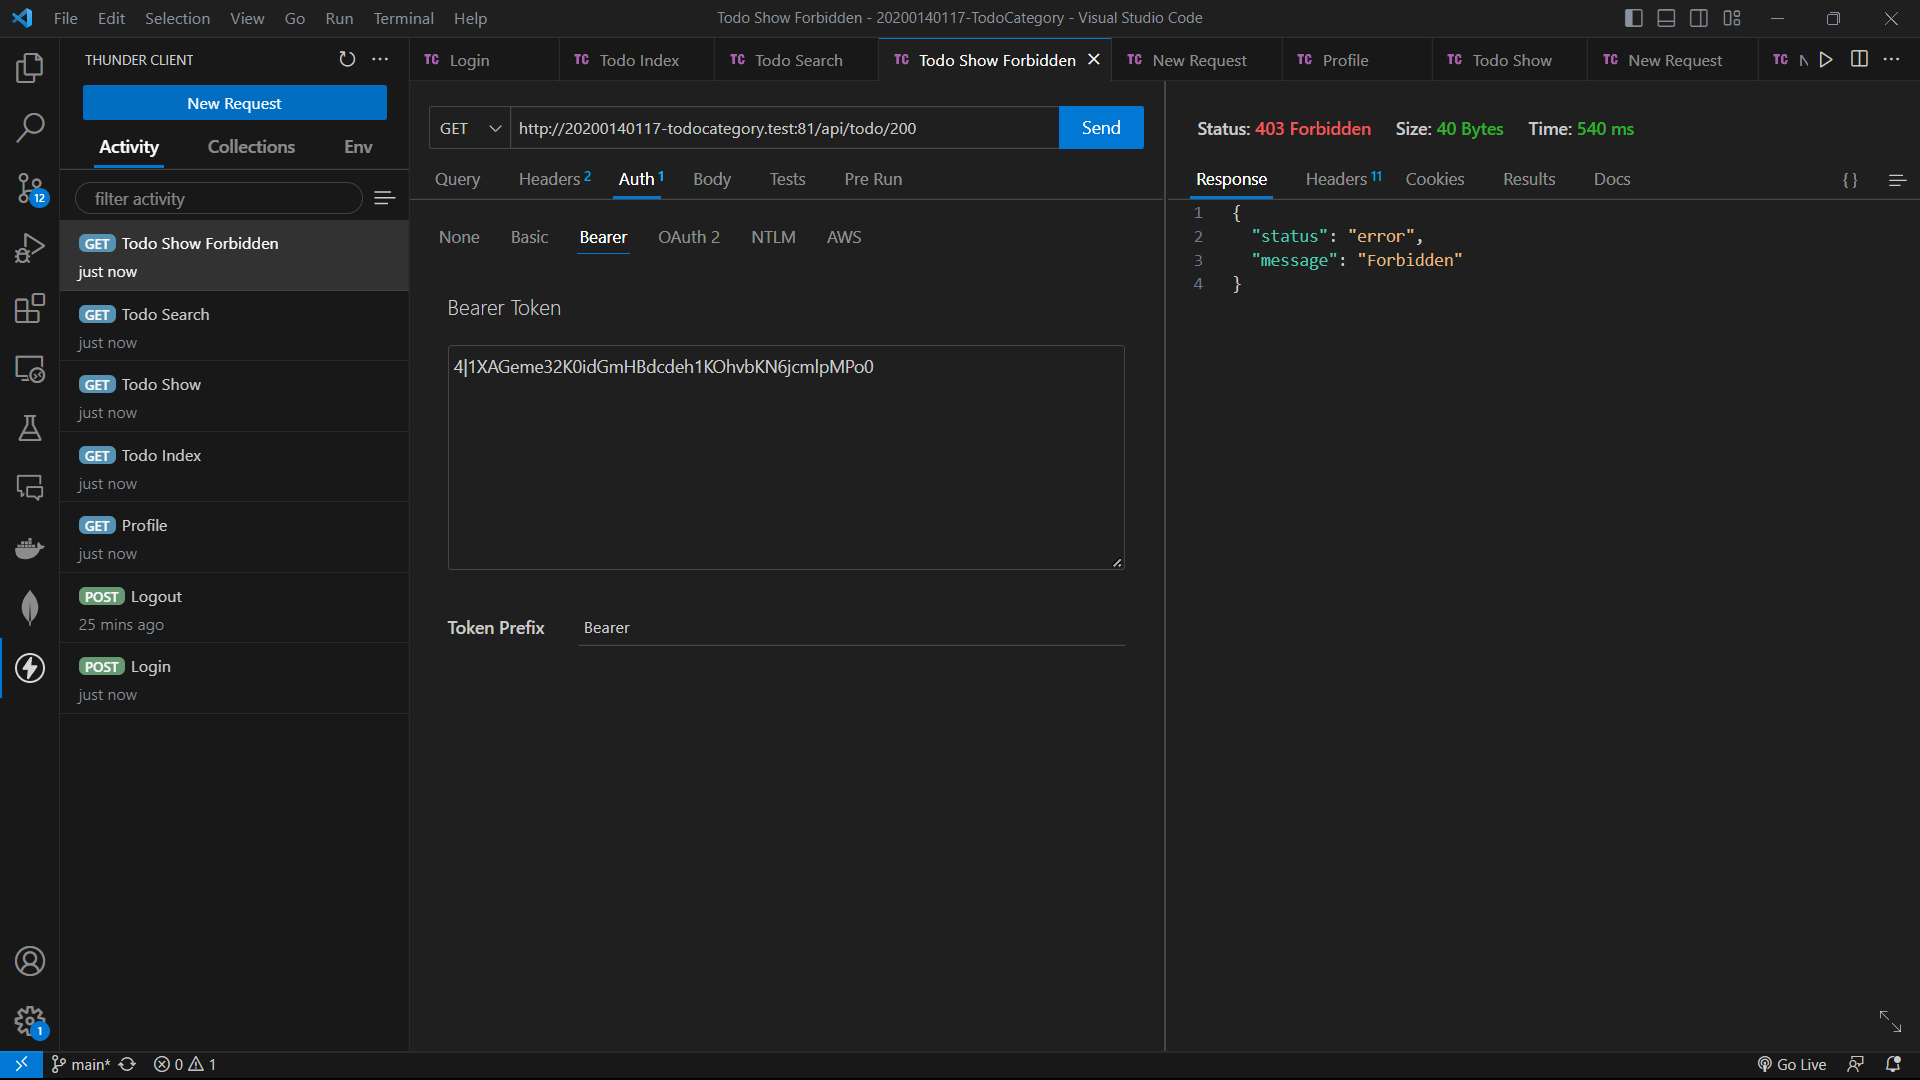 File Edit Selection View Go Run Terminal Help
Todo Show Forbidden - 20200140117-TodoCategory - Visual Studio Code
THUNDER CLIENT
New Request
Activity Collections Env
filter activity
GET Todo Show Forbidden
just now
GET Todo Search
just now
GET Todo Show
just now
GET Todo Index
just now
GET Profile
just now
POST Logout
25 mins ago
POST Login
just now
12
1
TC Login TC Todo Index TC Todo Search TC Todo Show Forbidden TC New Request TC Profile TC Todo Show TC New Request TC N
GET http://20200140117-todocategory.test:81/api/todo/200 Send
Query Headers 2 Auth 1 Body Tests Pre Run
None Basic Bearer OAuth 2 NTLM AWS
Bearer Token
4|1XAGeme32K0idGmHBdcdeh1KOhvbKN6jcmlpMPo0
Token Prefix Bearer
Status: 403 Forbidden Size: 40 Bytes Time: 540 ms
Response Headers 11 Cookies Results Docs { }
1 {
2 "status": "error",
3 "message": "Forbidden"
4 }
main* 0 1 Go Live